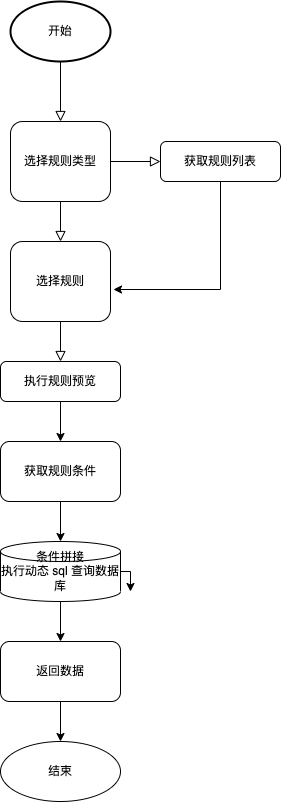 开始
选择规则类型
获取规则列表
选择规则
执行规则预览
获取规则条件
条件拼接
执行动态 sql 查询数据
库
返回数据
结束